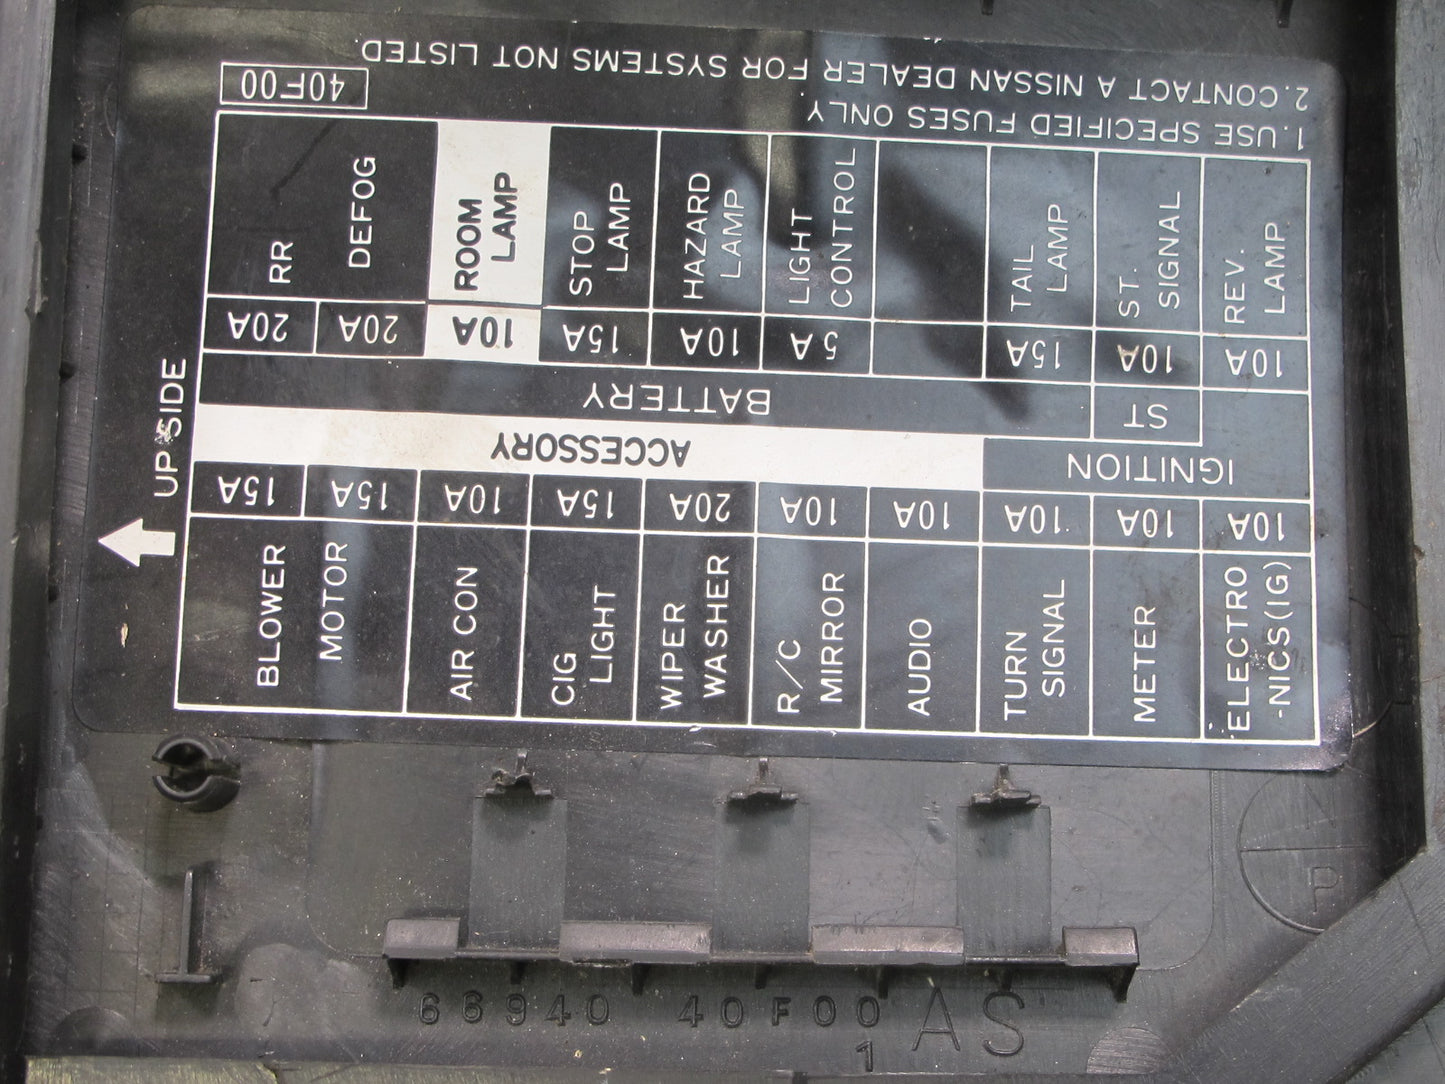 1. USE SPECIFIED FUSES ONLY
2. CONTACT A NISSAN DEALER FOR SYSTEMS NOT LISTED
40F00
RR
DEFOG
ROOM
LAMP
STOP
LAMP
HAZARD
LAMP
LIGHT
CONTROL
TAIL
LAMP
ST.
SIGNAL
REV.
LAMP
20A
20A
10A
15A
10A
5A
15A
10A
10A
UP SIDE
BATTERY
ST
ACCESSORY
IGNITION
15A
15A
10A
15A
20A
10A
10A
10A
10A
10A
BLOWER
MOTOR
AIR CON
CIG
LIGHT
WIPER
WASHER
R/C
MIRROR
AUDIO
TURN
SIGNAL
METER
ELECTRO
-NICS(IG)
N
P
66940 40F00 AS
1